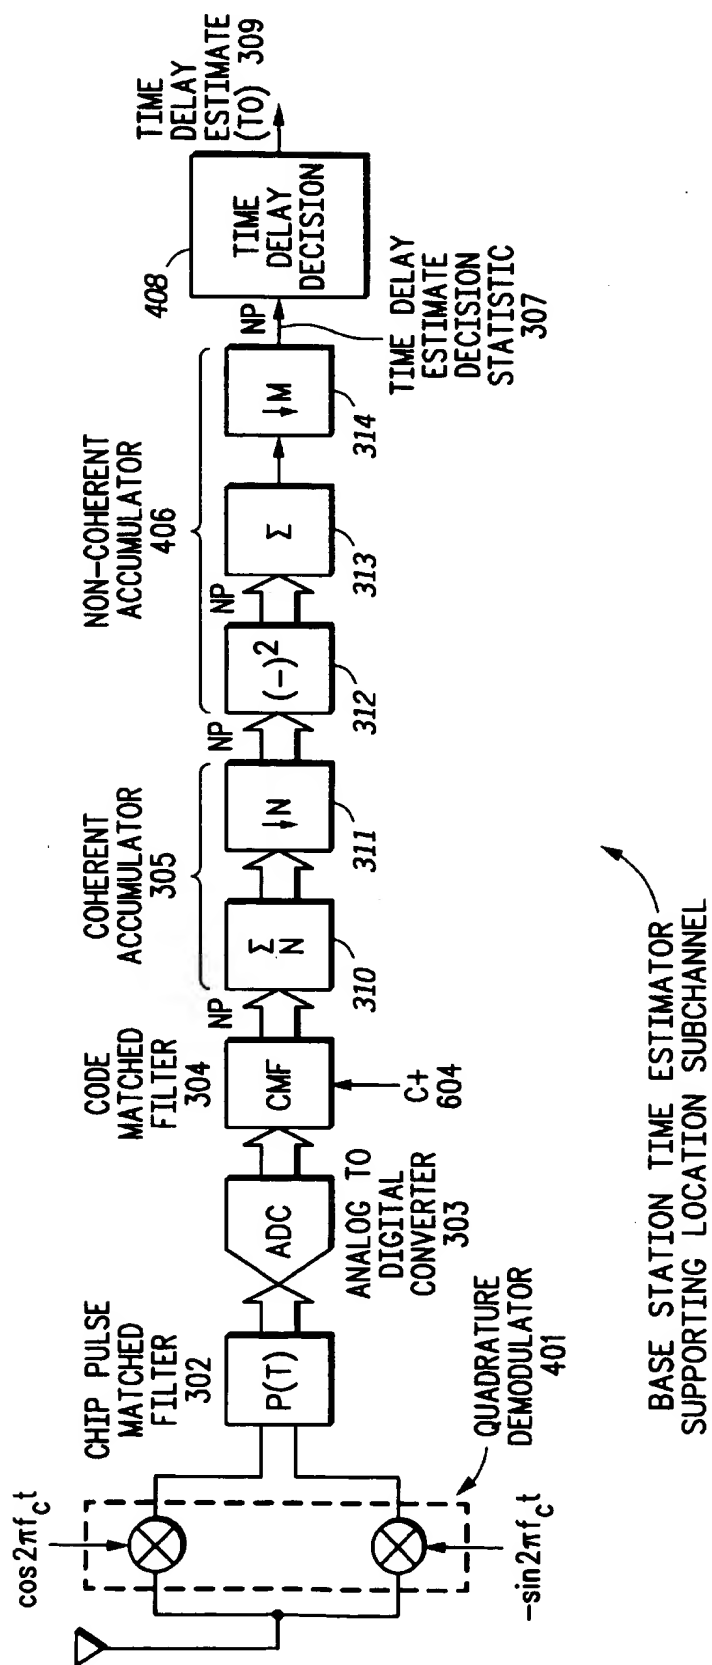 cos2πf_c t
-sin2πf_c t
QUADRATURE
DEMODULATOR
401
CHIP PULSE
MATCHED
FILTER
302
P(T)
ADC
ANALOG TO
DIGITAL
CONVERTER
303
CODE
MATCHED
FILTER
304
CMF
C+
604
NP
COHERENT
ACCUMULATOR
305
Σ
N
310
↓N
311
NP
NON-COHERENT
ACCUMULATOR
406
(-)²
312
NP
Σ
313
↓M
314
NP
TIME DELAY
ESTIMATE
DECISION
STATISTIC
307
408
TIME
DELAY
DECISION
TIME
DELAY
ESTIMATE
(TO) 309
BASE STATION TIME ESTIMATOR
SUPPORTING LOCATION SUBCHANNEL